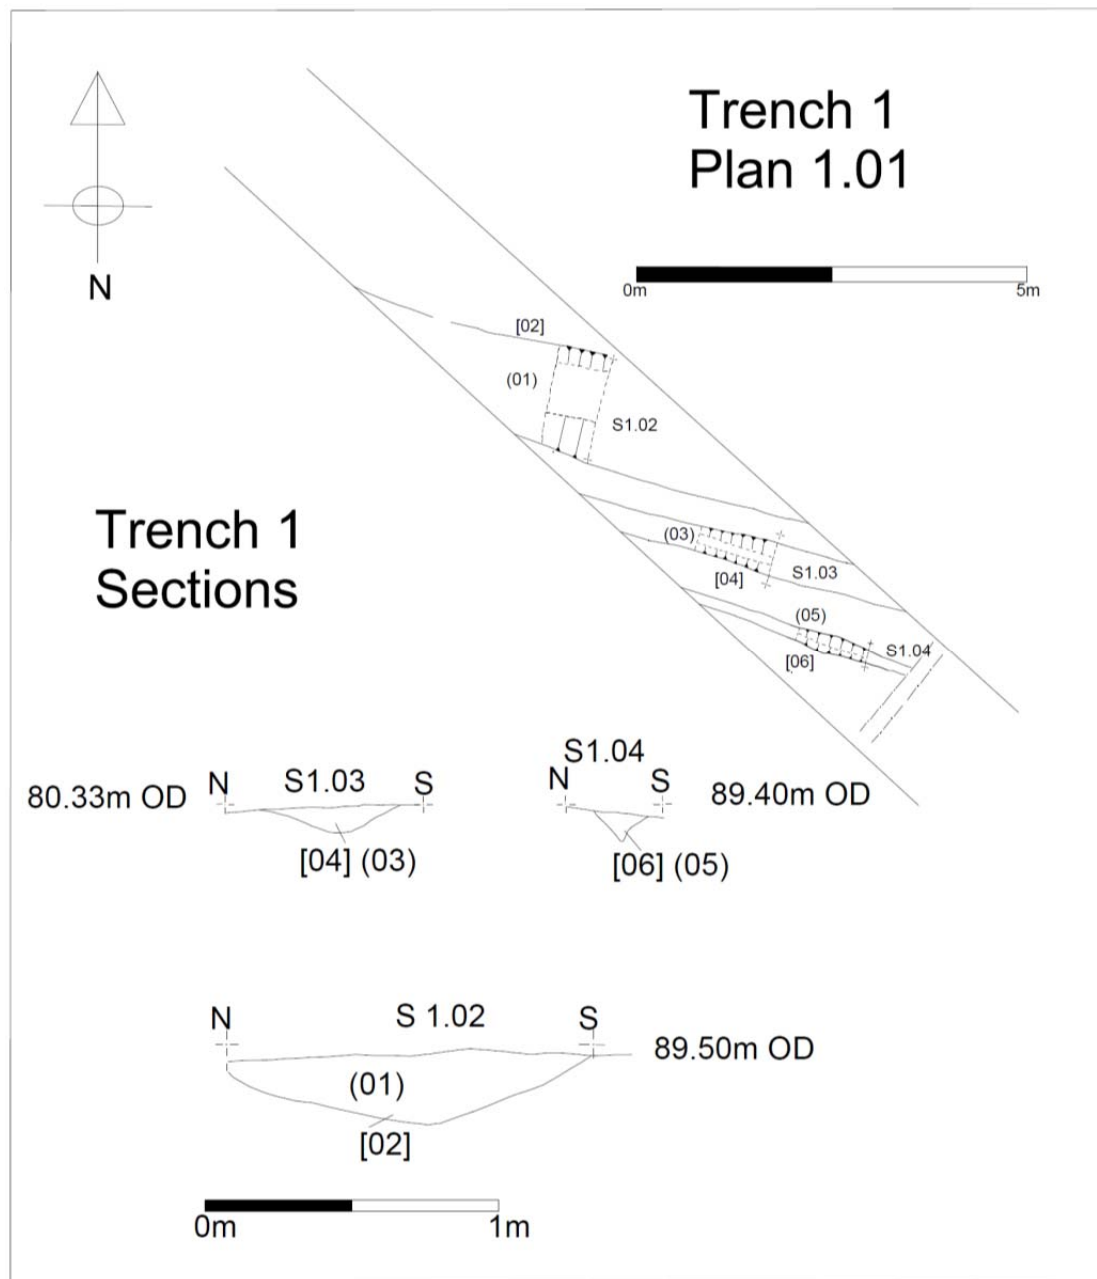 Trench 1
Plan 1.01
N
0m 5m
[02]
(01)
S1.02
(03)
[04]
S1.03
(05)
[06]
S1.04
Trench 1
Sections
80.33m OD
N S1.03 S
[04] (03)
S1.04
N S
89.40m OD
[06] (05)
N S 1.02 S
89.50m OD
(01)
[02]
0m 1m